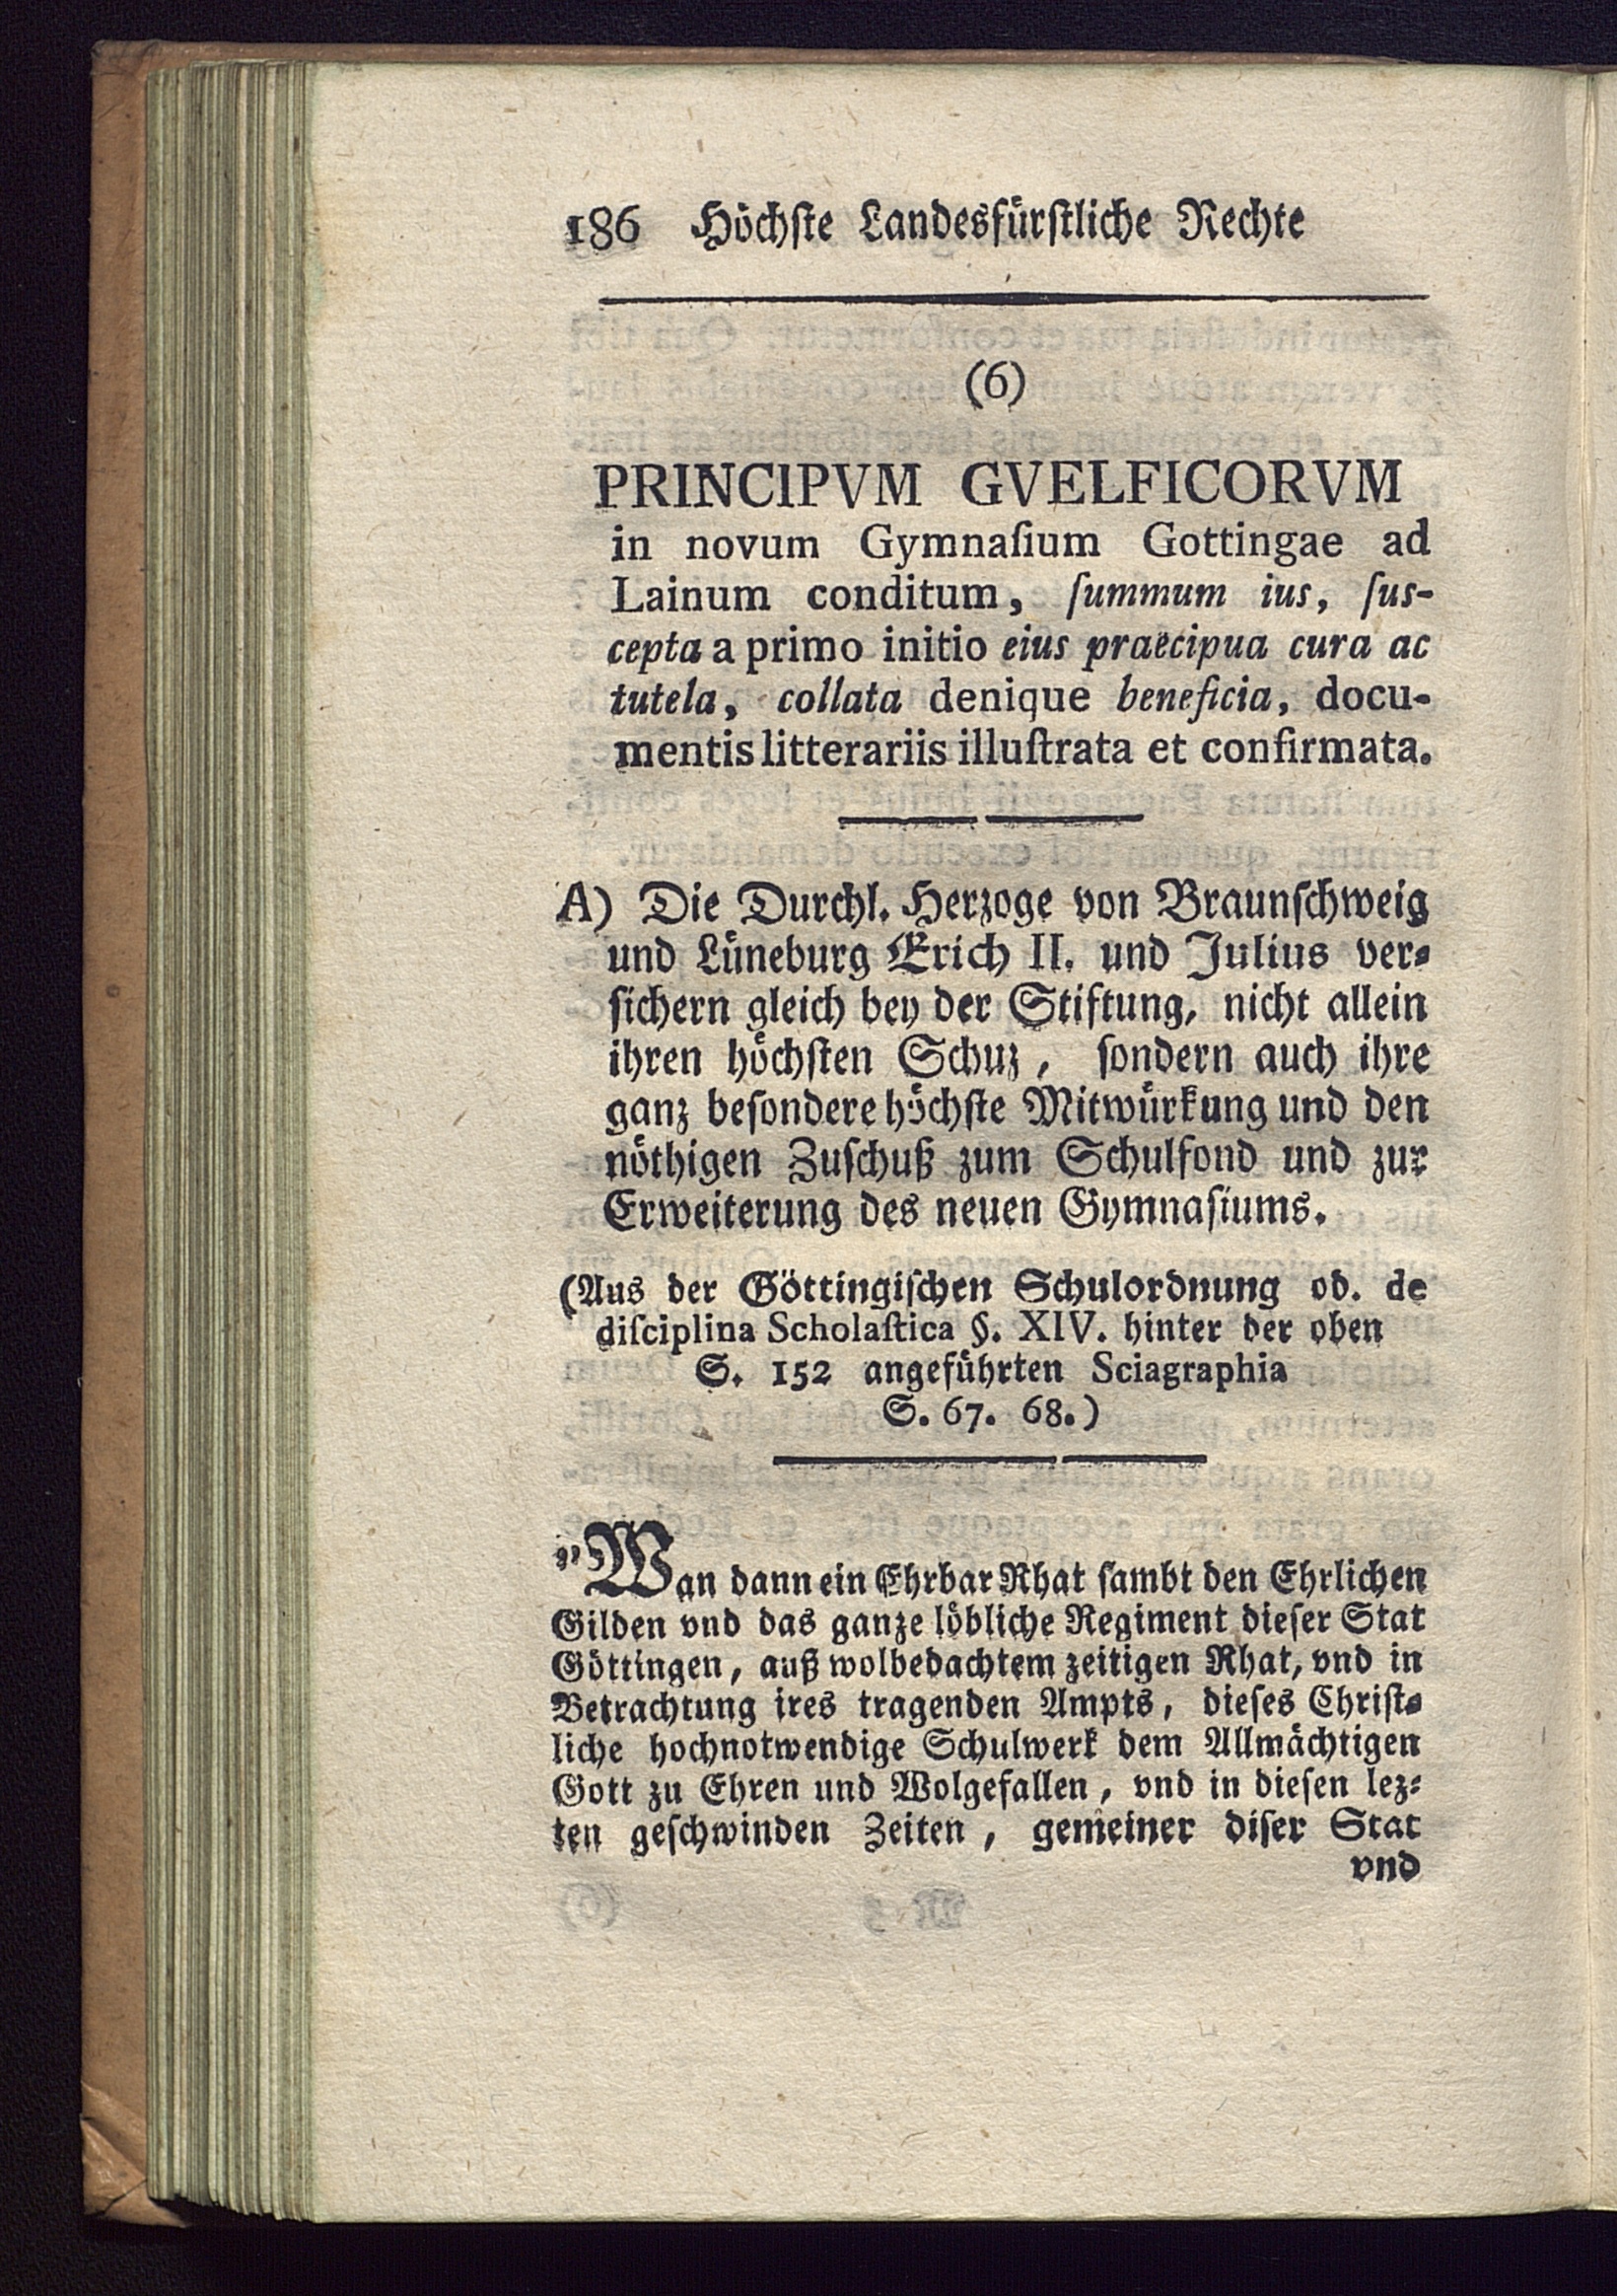 186 Höchſte Landesfürſtliche Rechte
(6)
PRINCIPVM GVELFICORVM
in novum Gymnaſium Gottingae ad
Lainum conditum, ſummum ius, ſus-
cepta a primo initio eius praecipua cura ac
tutela, collata denique beneficia, docu-
mentis litterariis illuſtrata et confirmata.
A) Die Durchl. Herzoge von Braunſchweig
und Lüneburg Erich II. und Julius ver-
ſichern gleich bey der Stiftung, nicht allein
ihren höchſten Schuz, ſondern auch ihre
ganz beſondere höchſte Mitwürkung und den
nöthigen Zuſchuß zum Schulfond und zur
Erweiterung des neuen Gymnaſiums.
(Aus der Göttingiſchen Schulordnung od. de
diſciplina Scholaſtica §. XIV. hinter der oben
S. 152 angeführten Sciagraphia
S. 67. 68.)
"Wan dann ein Ehrbar Rhat ſambt den Ehrlichen
Gilden vnd das ganze löbliche Regiment dieſer Stat
Göttingen, auß wolbedachtem zeitigen Rhat, vnd in
Betrachtung ires tragenden Ampts, dieſes Chriſt-
liche hochnotwendige Schulwerk dem Allmächtigen
Gott zu Ehren und Wolgefallen, vnd in dieſen lez-
ten geſchwinden Zeiten, gemeiner diſer Stat
vnd